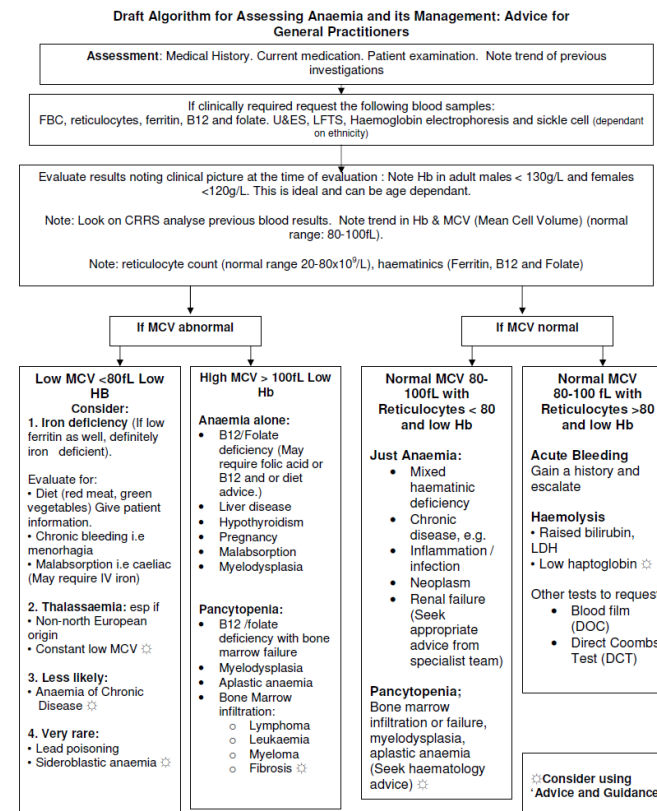 Draft Algorithm for Assessing Anaemia and its Management: Advice for
General Practitioners
Assessment: Medical History. Current medication. Patient examination. Note trend of previous
investigations
If clinically required request the following blood samples:
FBC, reticulocytes, ferritin, B12 and folate. U&ES, LFTS, Haemoglobin electrophoresis and sickle cell (dependant
on ethnicity)
Evaluate results noting clinical picture at the time of evaluation : Note Hb in adult males < 130g/L and females
<120g/L. This is ideal and can be age dependant.
Note: Look on CRRS analyse previous blood results. Note trend in Hb & MCV (Mean Cell Volume) (normal
range: 80-100fL).
Note: reticulocyte count (normal range 20-80x10⁹/L), haematinics (Ferritin, B12 and Folate)
If MCV abnormal
If MCV normal
Low MCV <80fL Low
HB
Consider:
1. Iron deficiency (If low
ferritin as well, definitely
iron deficient).
Evaluate for:
• Diet (red meat, green
vegetables) Give patient
information.
• Chronic bleeding i.e
menorhagia
• Malabsorption i.e caeliac
(May require IV iron)
2. Thalassaemia: esp if
• Non-north European
origin
• Constant low MCV ☼
3. Less likely:
• Anaemia of Chronic
Disease ☼
4. Very rare:
• Lead poisoning
• Sideroblastic anaemia ☼
High MCV > 100fL Low
Hb
Anaemia alone:
• B12/Folate
deficiency (May
require folic acid or
B12 and or diet
advice.)
• Liver disease
• Hypothyroidism
• Pregnancy
• Malabsorption
• Myelodysplasia
Pancytopenia:
• B12 /folate
deficiency with bone
marrow failure
• Myelodysplasia
• Aplastic anaemia
• Bone Marrow
infiltration:
○ Lymphoma
○ Leukaemia
○ Myeloma
○ Fibrosis ☼
Normal MCV 80-
100fL with
Reticulocytes < 80
and low Hb
Just Anaemia:
• Mixed
haematinic
deficiency
• Chronic
disease, e.g.
• Inflammation /
infection
• Neoplasm
• Renal failure
(Seek
appropriate
advice from
specialist team)
Pancytopenia;
Bone marrow
infiltration or failure,
myelodysplasia,
aplastic anaemia
(Seek haematology
advice) ☼
Normal MCV
80-100 fL with
Reticulocytes >80
and low Hb
Acute Bleeding
Gain a history and
escalate
Haemolysis
• Raised bilirubin,
LDH
• Low haptoglobin ☼
Other tests to request
• Blood film
(DOC)
• Direct Coombs
Test (DCT)
☼Consider using
‘Advice and Guidance